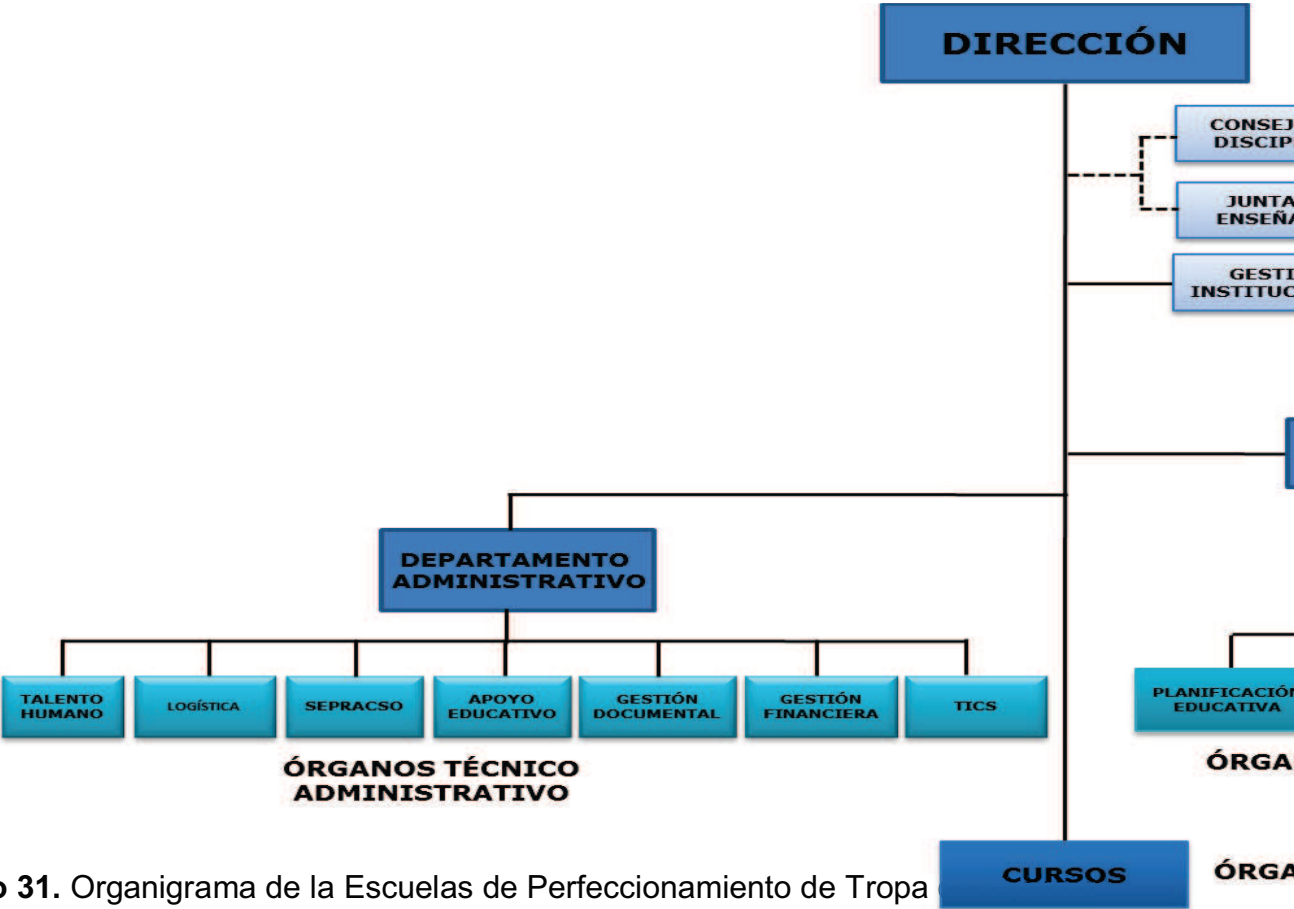 DIRECCIÓN
CONSEJ
DISCIP
JUNTA
ENSEÑA
GESTI
INSTITUC
DEPARTAMENTO
ADMINISTRATIVO
TALENTO
HUMANO
LOGÍSTICA
SEPRACSO
APOYO
EDUCATIVO
GESTIÓN
DOCUMENTAL
GESTIÓN
FINANCIERA
TICS
PLANIFICACIÓN
EDUCATIVA
ÓRGANOS TÉCNICO
ADMINISTRATIVO
ÓRGA
CURSOS
ÓRGA
o 31. Organigrama de la Escuelas de Perfeccionamiento de Tropa